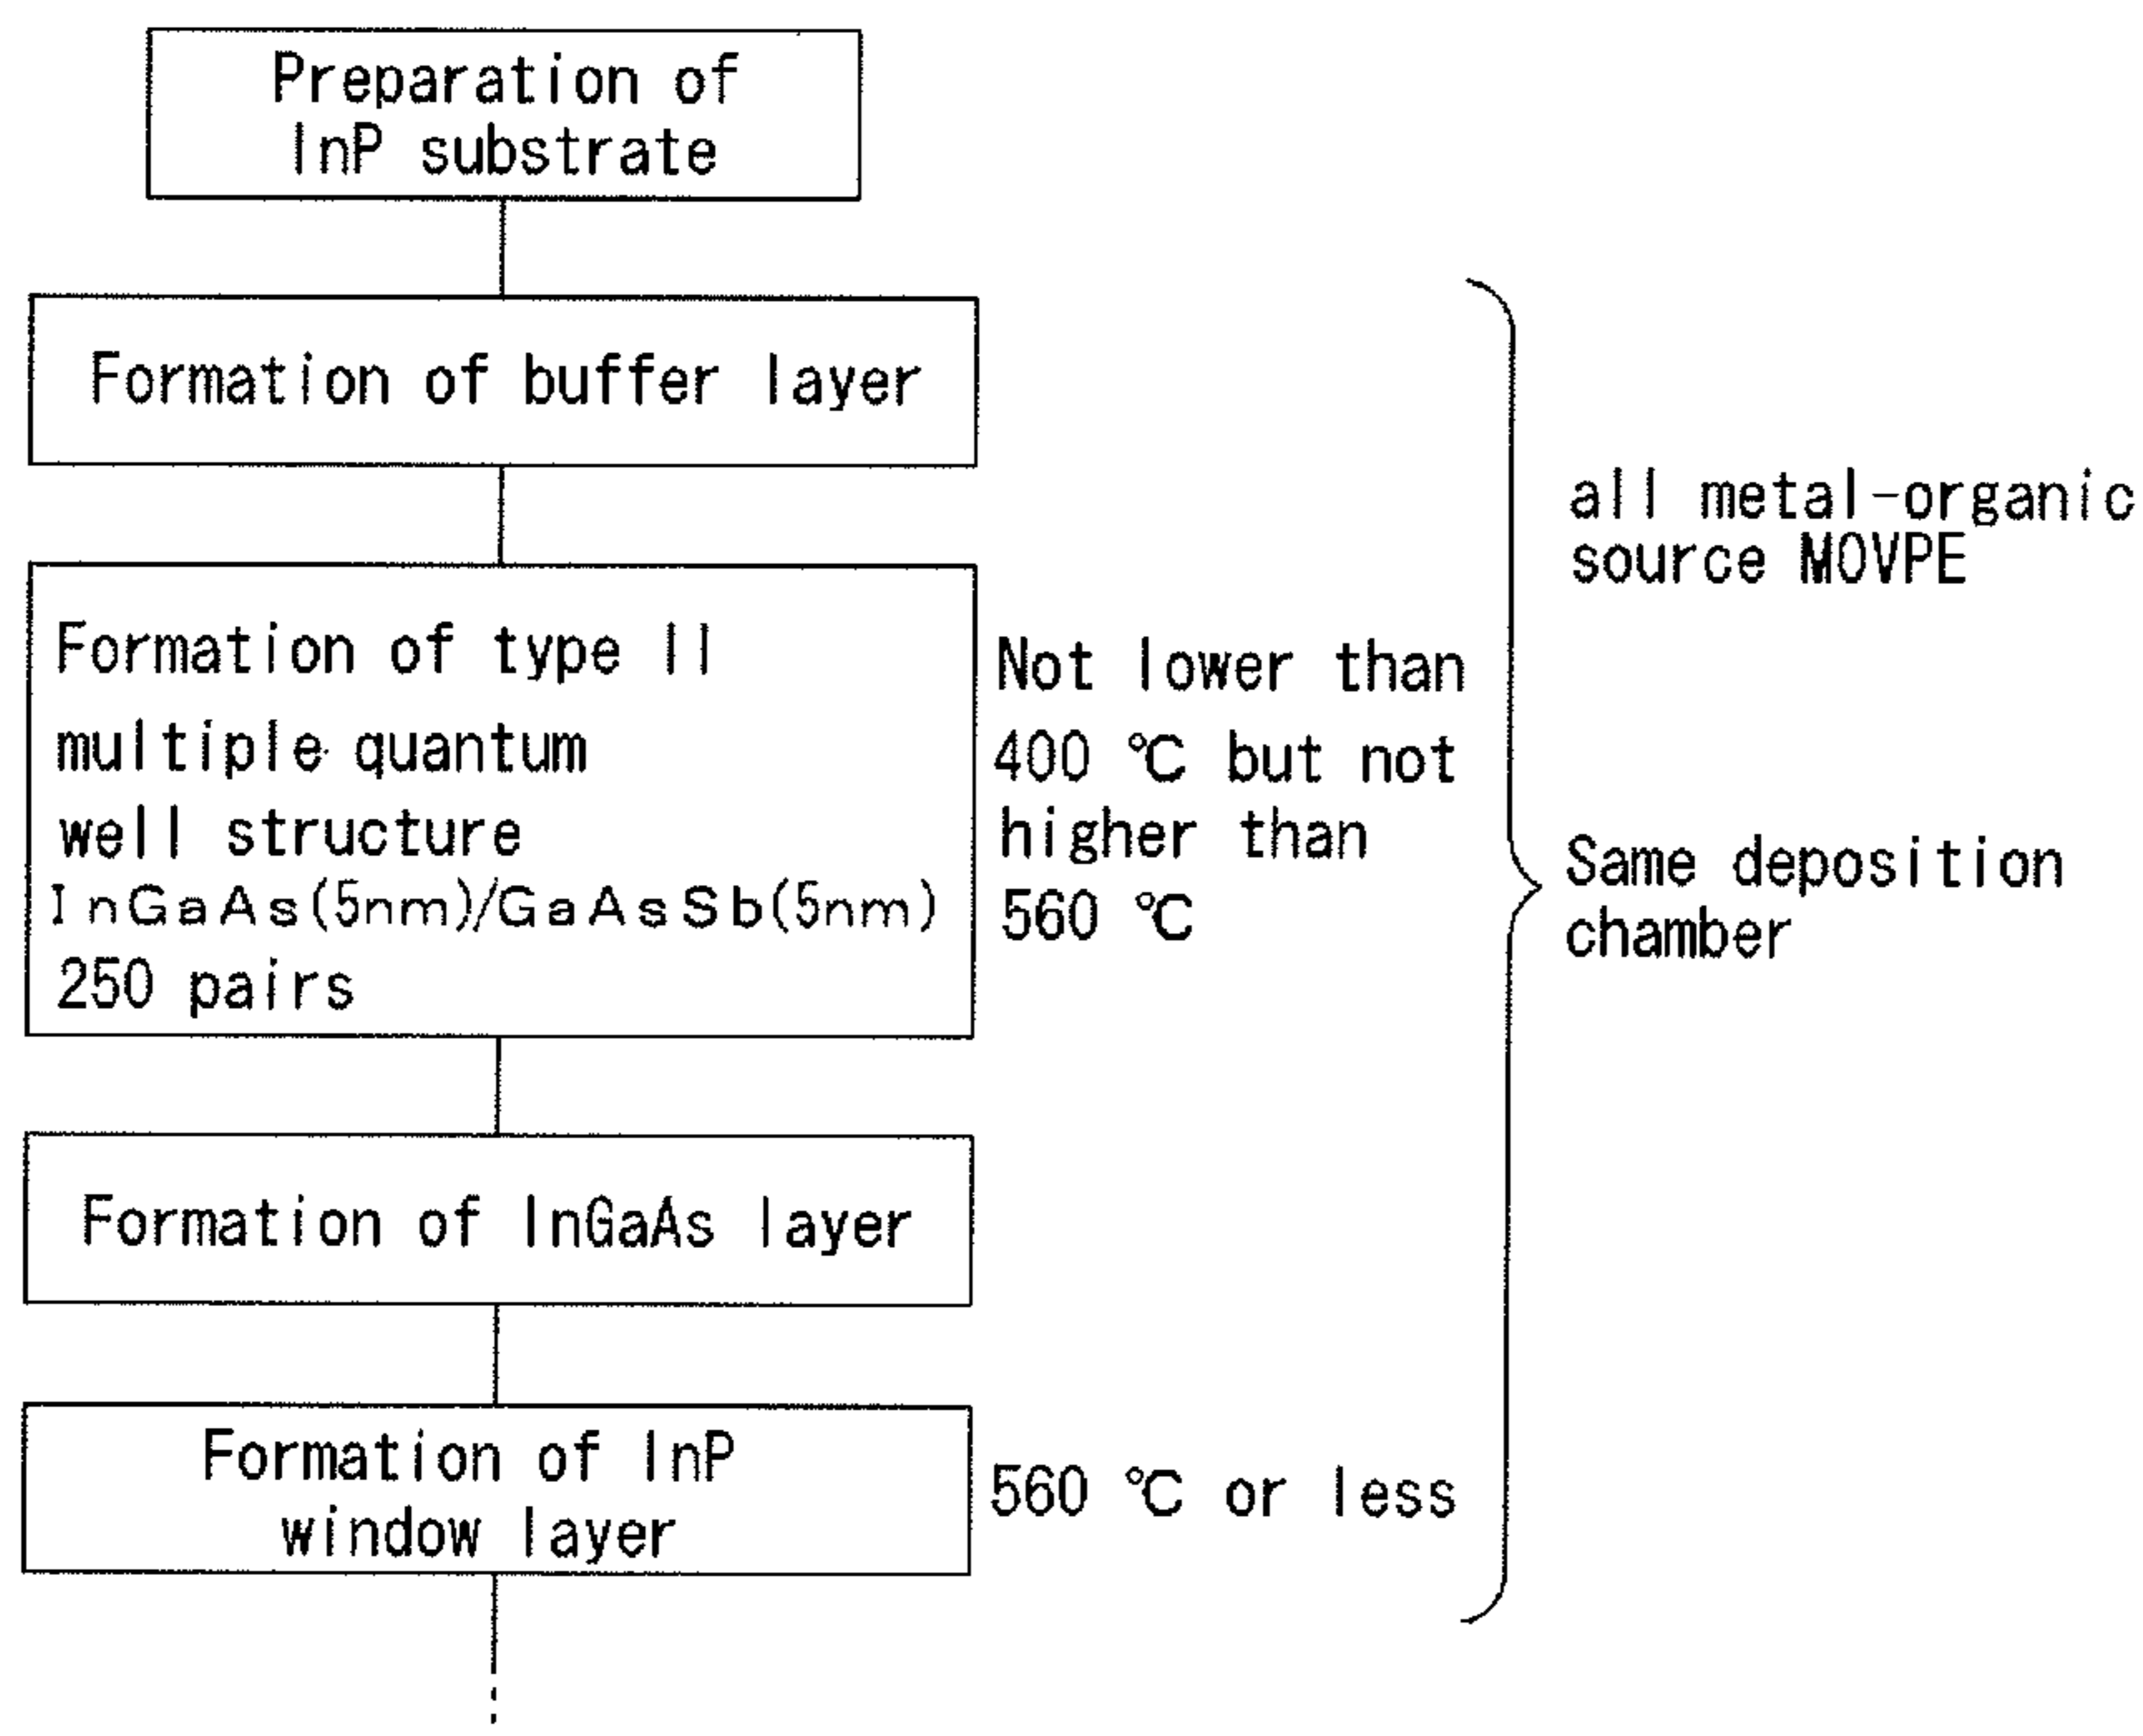 Preparation of
InP substrate
Formation of buffer layer
all metal-organic
source MOVPE
Formation of type II
multiple quantum
well structure
InGaAs(5nm)/GaAsSb(5nm)
250 pairs
Not lower than
400 ℃ but not
higher than
560 ℃
Same deposition
chamber
Formation of InGaAs layer
Formation of InP
window layer
560 ℃ or less